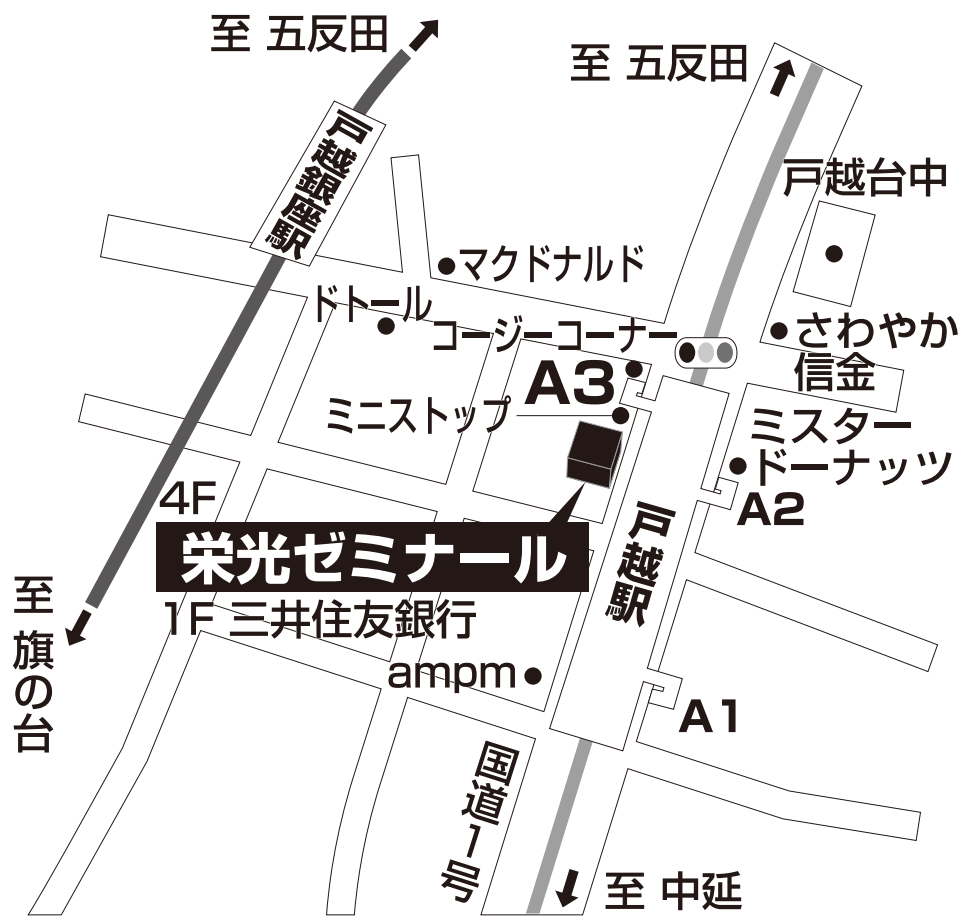 至 五反田
至 五反田
戸越銀座駅
戸越台中
マクドナルド
ドトール
コージーコーナー
さわやか
信金
A3
ミニストップ
ミスター
ドーナッツ
A2
4F
栄光ゼミナール
1F 三井住友銀行
戸越駅
至 旗の台
ampm
A1
国道1号
至 中延